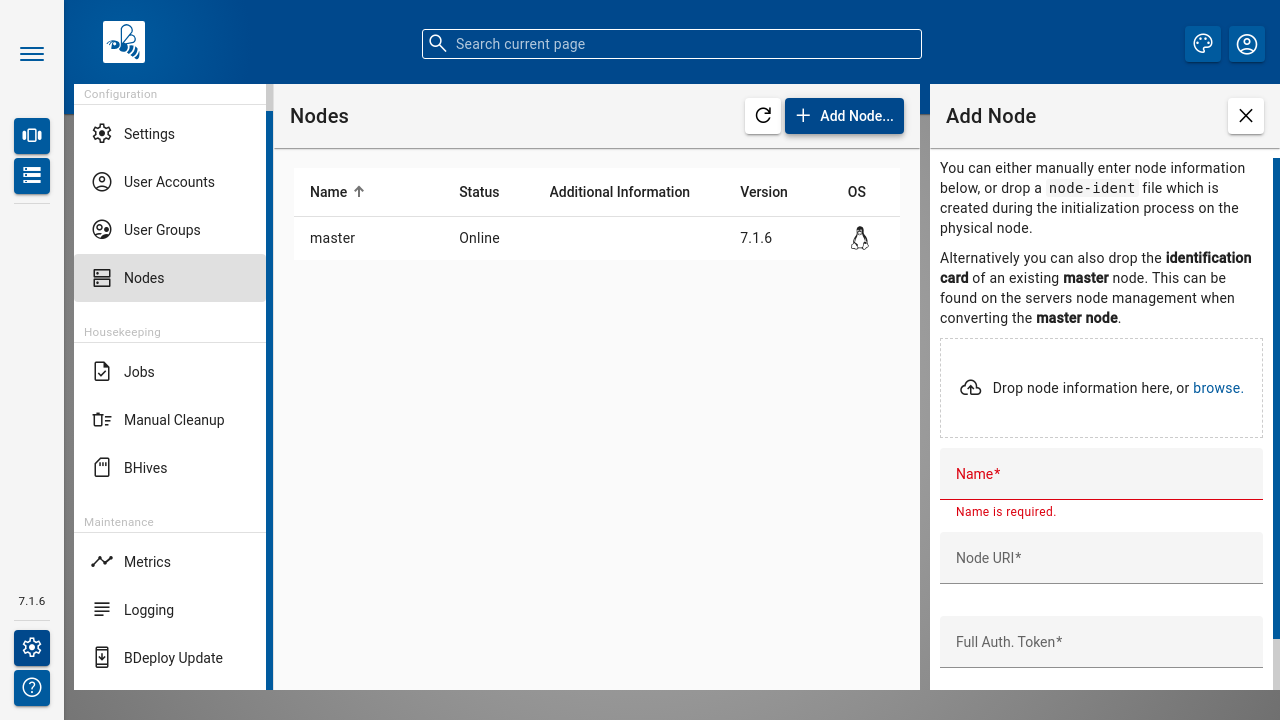 Search current page
Configuration
Settings
User Accounts
User Groups
Nodes
Housekeeping
Jobs
Manual Cleanup
BHives
Maintenance
Metrics
Logging
BDeploy Update
7.1.6
Nodes
Add Node...
Name Status Additional Information Version OS
master Online 7.1.6
Add Node
You can either manually enter node information
below, or drop a node-ident file which is
created during the initialization process on the
physical node.
Alternatively you can also drop the identification
card of an existing master node. This can be
found on the servers node management when
converting the master node.
Drop node information here, or browse.
Name*
Name is required.
Node URI*
Full Auth. Token*